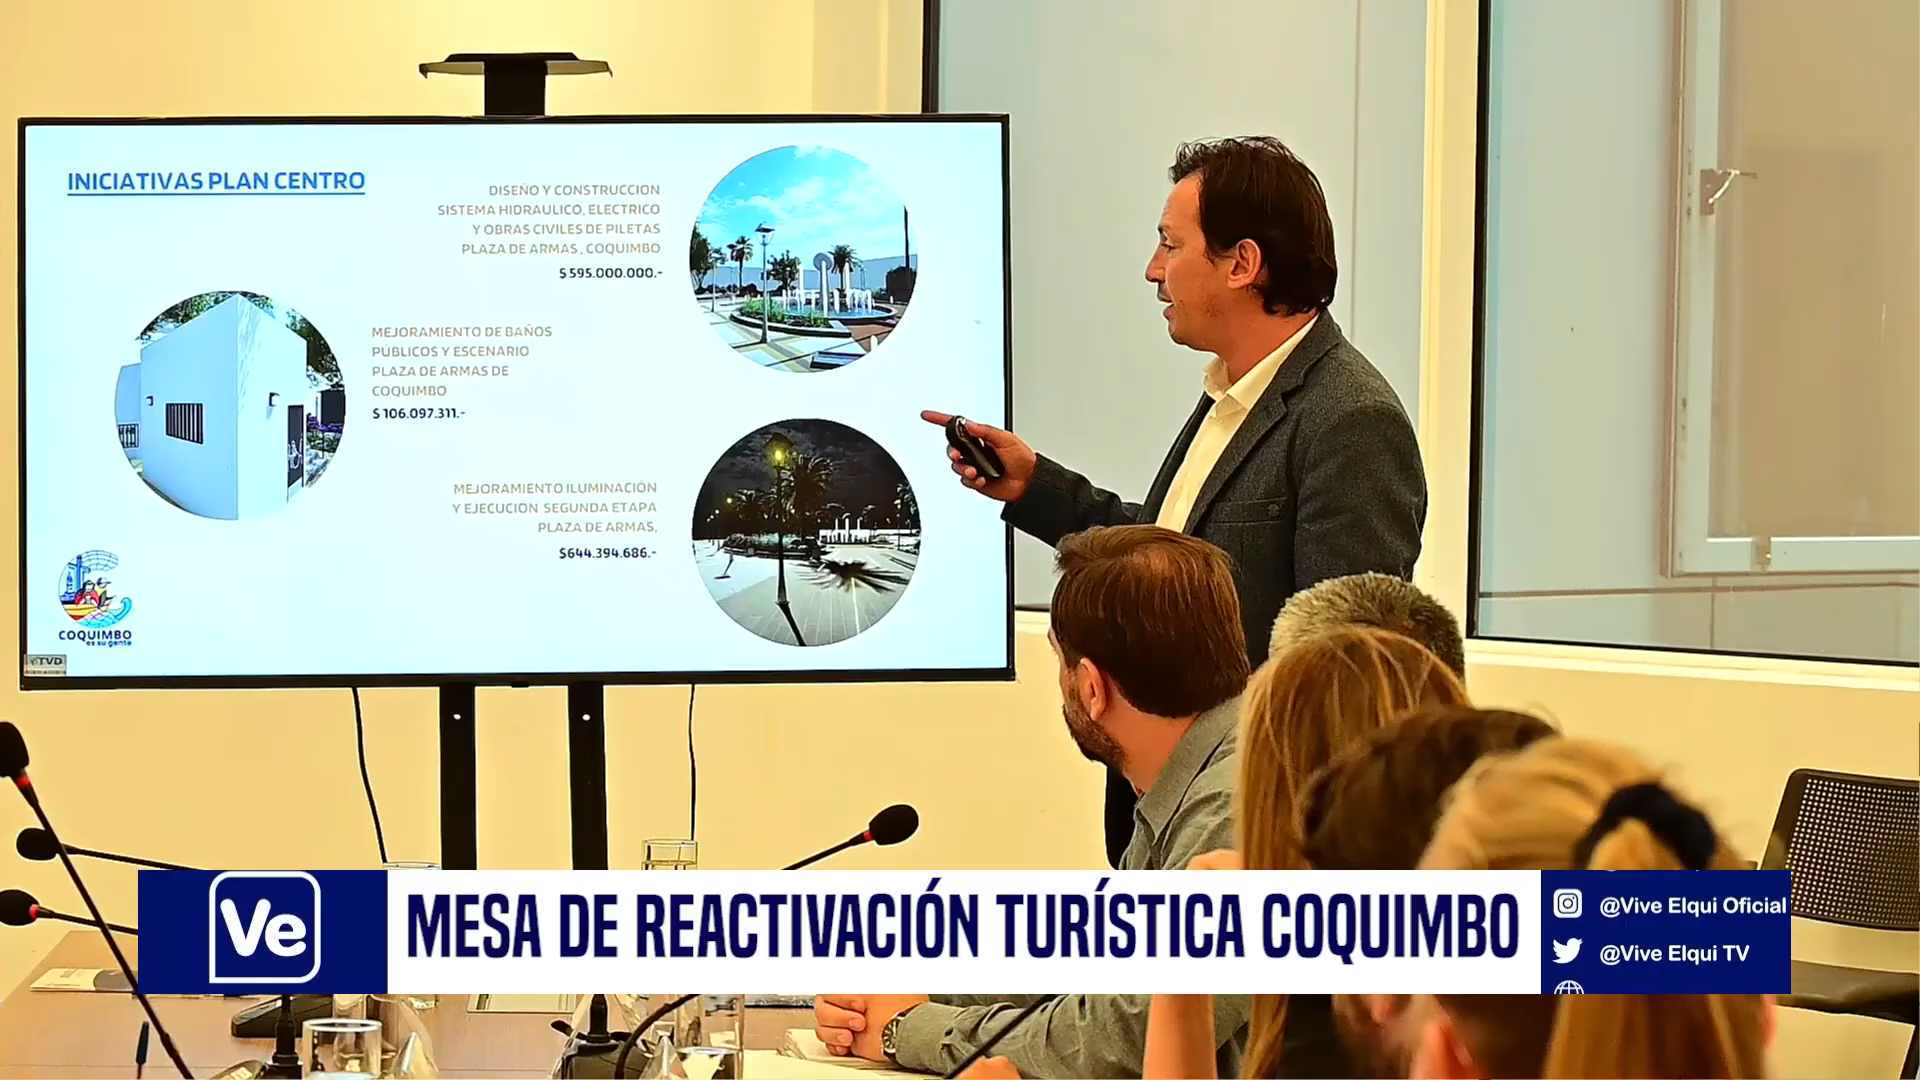 INICIATIVAS PLAN CENTRO
DISEÑO Y CONSTRUCCION
SISTEMA HIDRAULICO, ELECTRICO
Y OBRAS CIVILES DE PILETAS
PLAZA DE ARMAS , COQUIMBO
$ 595.000.000.-
MEJORAMIENTO DE BAÑOS
PÚBLICOS Y ESCENARIO
PLAZA DE ARMAS DE
COQUIMBO
$ 106.097.311.-
MEJORAMIENTO ILUMINACIÓN
Y EJECUCION SEGUNDA ETAPA
PLAZA DE ARMAS,
$644.394.686.-
COQUIMBO
es su gente
TVD
Ve
MESA DE REACTIVACIÓN TURÍSTICA COQUIMBO
@Vive Elqui Oficial
@Vive Elqui TV